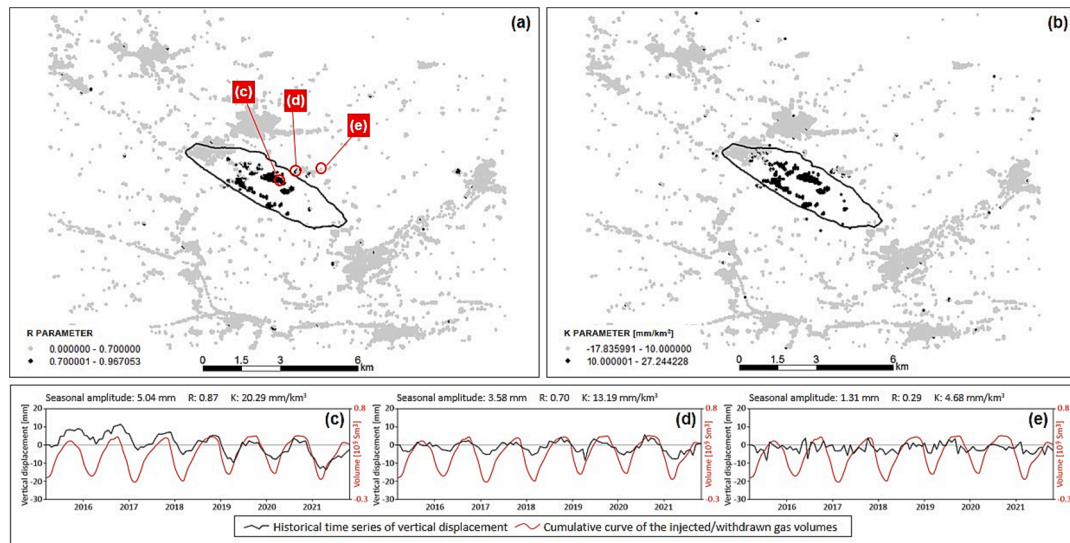 (a)
(c)
(d)
(e)
R PARAMETER
0.000000 - 0.700000
0.700001 - 0.967053
0 1.5 3 6
km
(b)
K PARAMETER [mm/km³]
-17.835991 - 10.000000
10.000001 - 27.244228
0 1.5 3 6
km
Seasonal amplitude: 5.04 mm R: 0.87 K: 20.29 mm/km³
(c)
Vertical displacement [mm]
20
10
0
-10
-20
-30
2016 2017 2018 2019 2020 2021
0.8
Volume [10⁹ Sm³]
-0.3
Seasonal amplitude: 3.58 mm R: 0.70 K: 13.19 mm/km³
(d)
Vertical displacement [mm]
20
10
0
-10
-20
-30
2016 2017 2018 2019 2020 2021
0.8
Volume [10⁹ Sm³]
-0.3
Seasonal amplitude: 1.31 mm R: 0.29 K: 4.68 mm/km³
(e)
Vertical displacement [mm]
20
10
0
-10
-20
-30
2016 2017 2018 2019 2020 2021
0.8
Volume [10⁹ Sm³]
-0.3
Historical time series of vertical displacement
Cumulative curve of the injected/withdrawn gas volumes